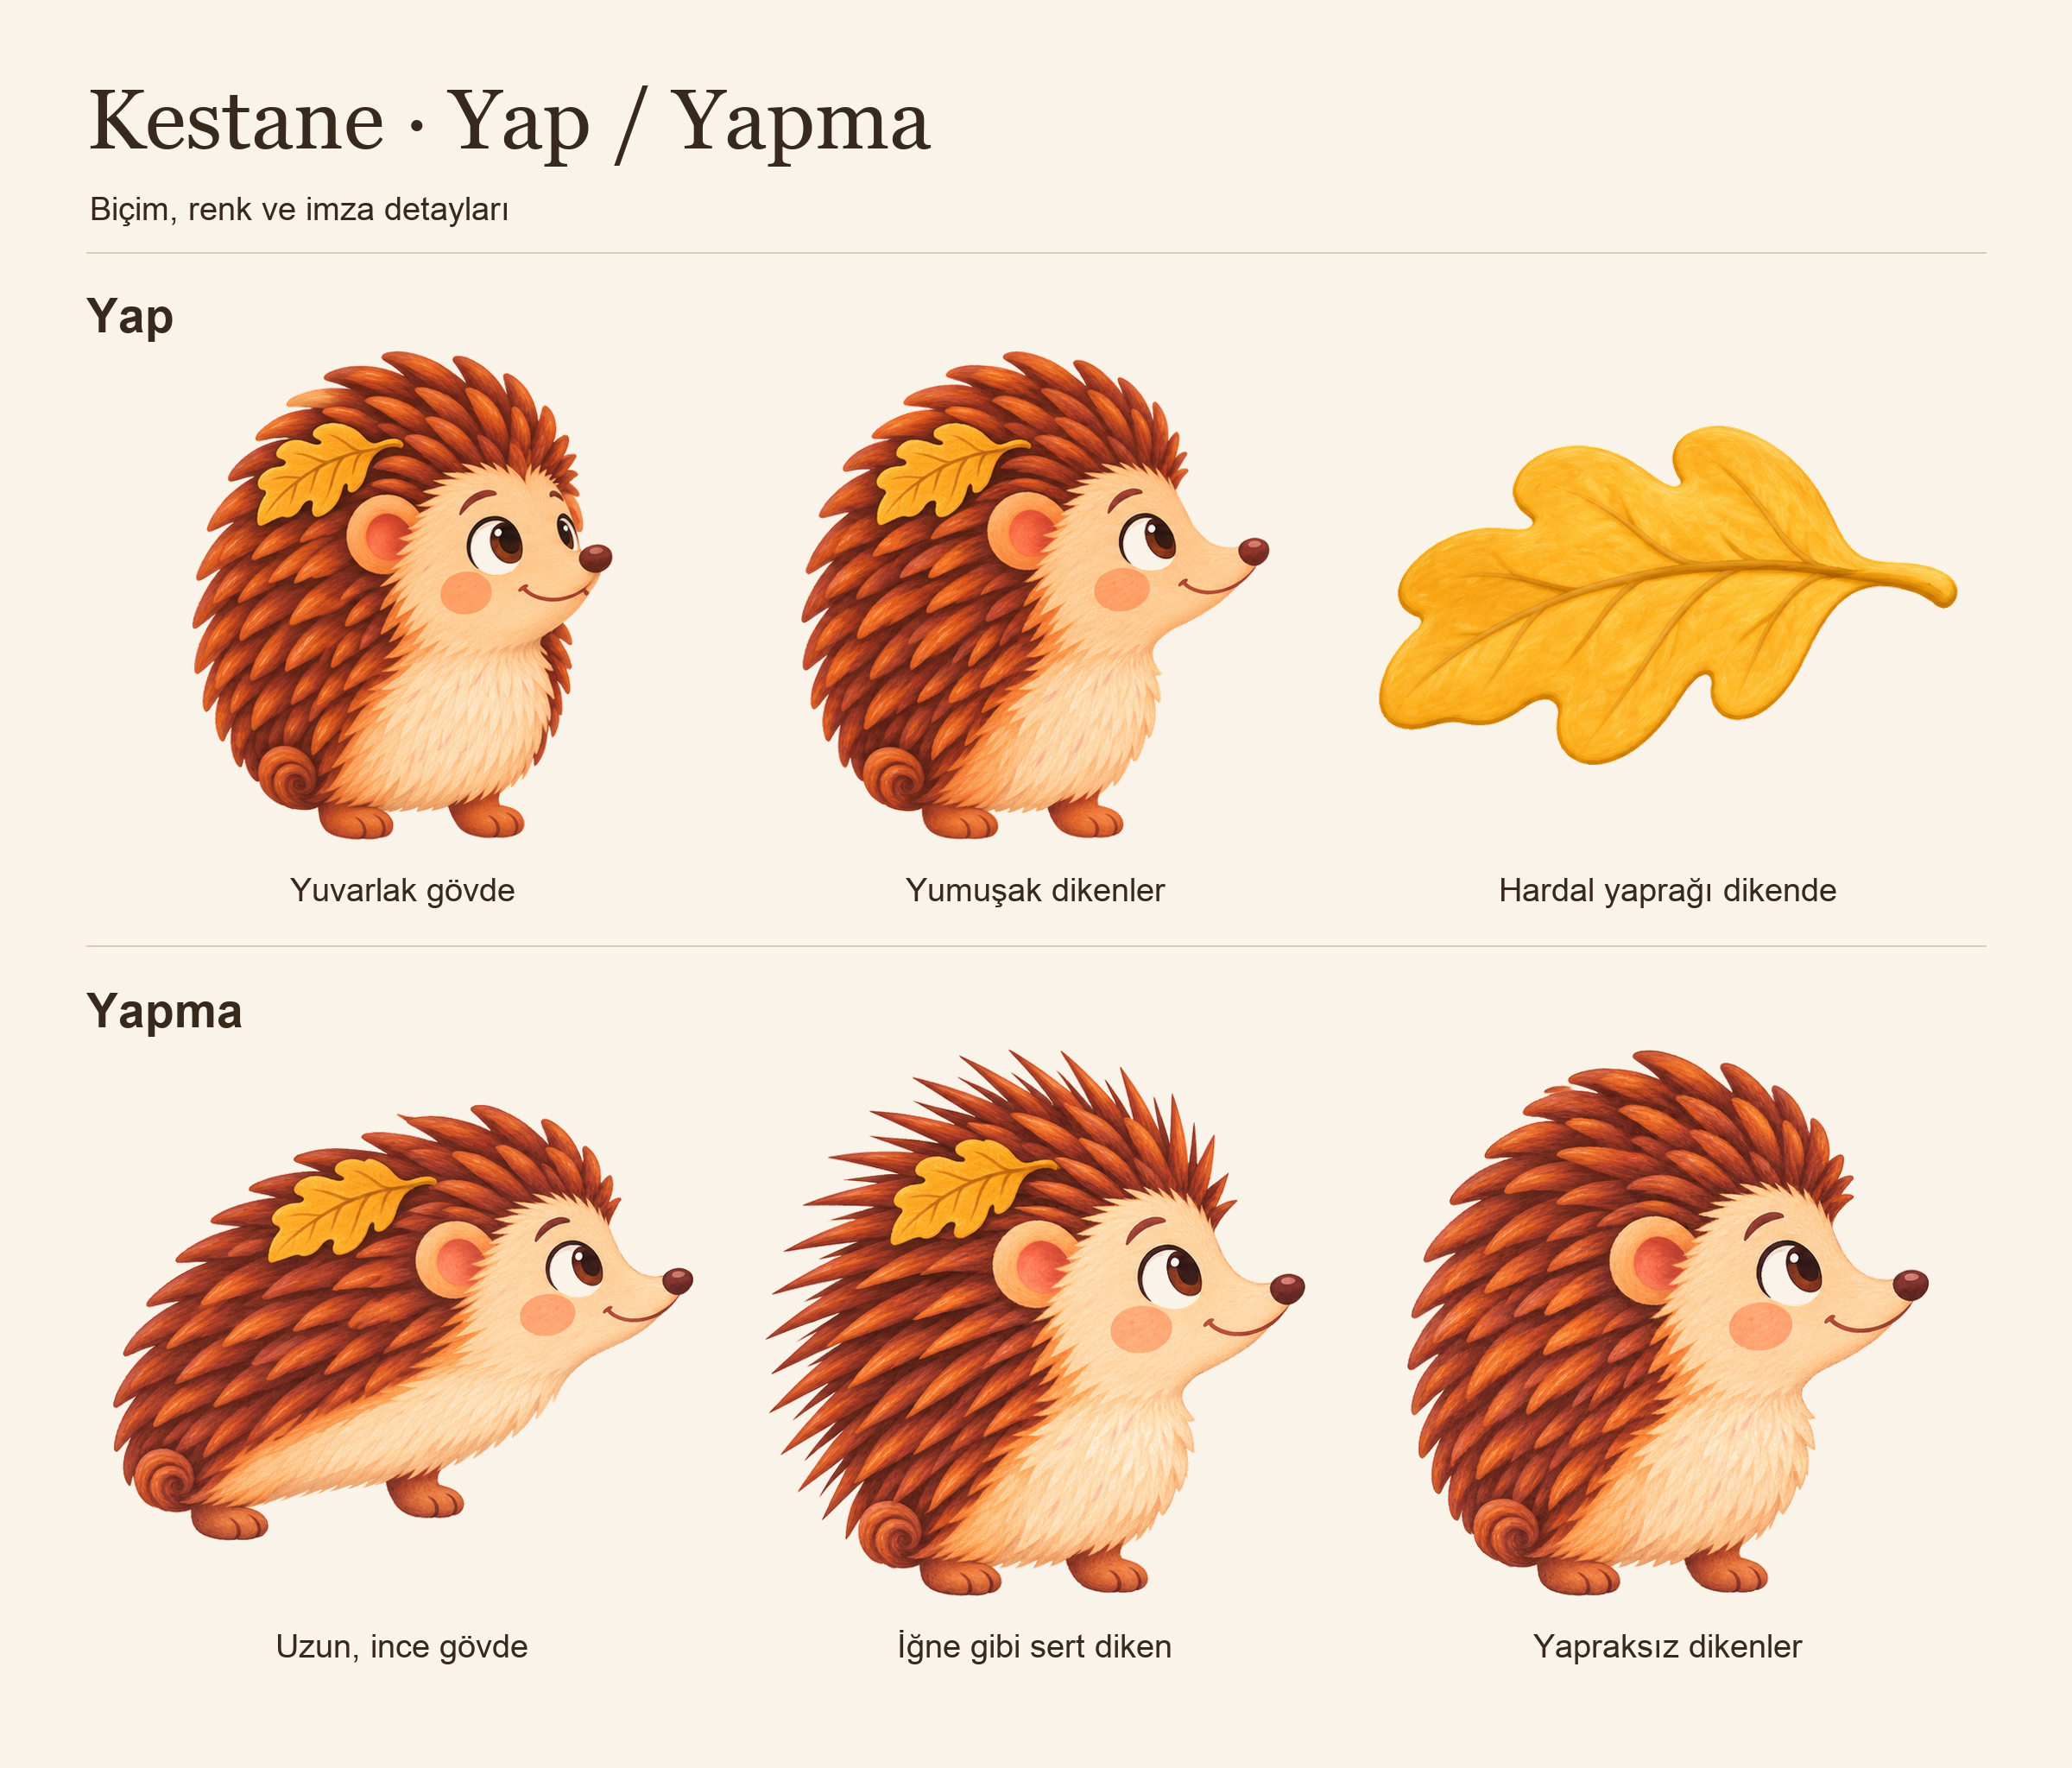 Kestane · Yap / Yapma
Biçim, renk ve imza detayları
Yap
Yuvarlak gövde
Yumuşak dikenler
Hardal yaprağı dikende
Yapma
Uzun, ince gövde
İğne gibi sert diken
Yapraksız dikenler